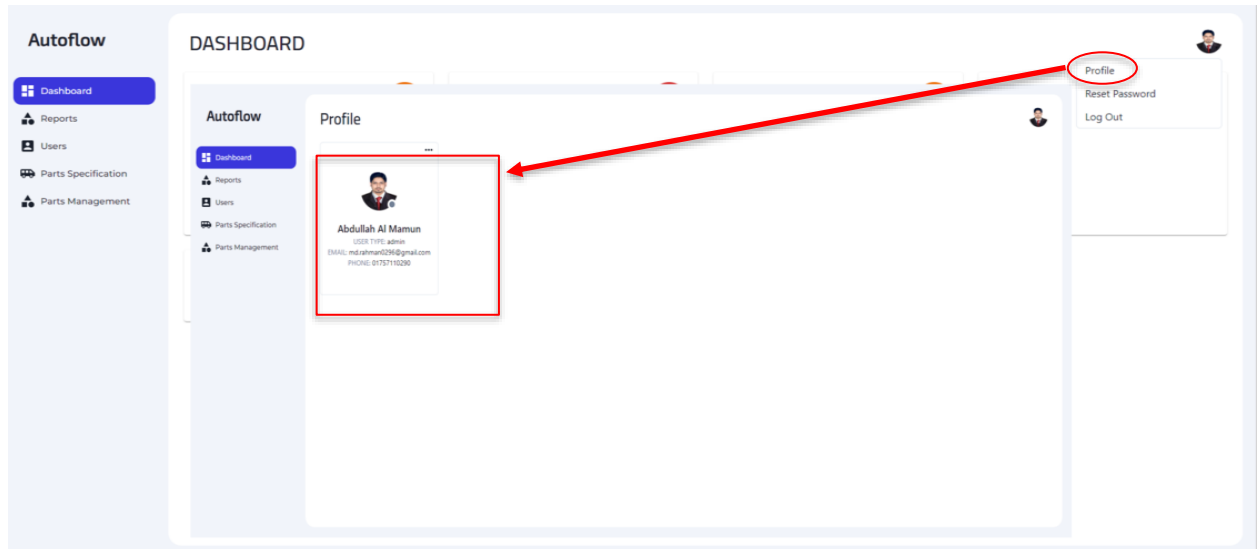 Autoflow
DASHBOARD
Dashboard
Reports
Users
Parts Specification
Parts Management
Profile
Reset Password
Log Out
Autoflow
Profile
Dashboard
Reports
Users
Parts Specification
Parts Management
...
Abdullah Al Mamun
USER TYPE: admin
EMAIL: md.rahman0296@gmail.com
PHONE: 01757110290